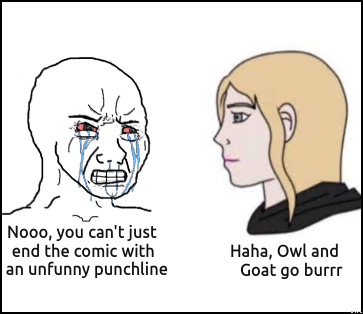 Nooo, you can't just
end the comic with
an unfunny punchline
Haha, Owl and
Goat go burrr